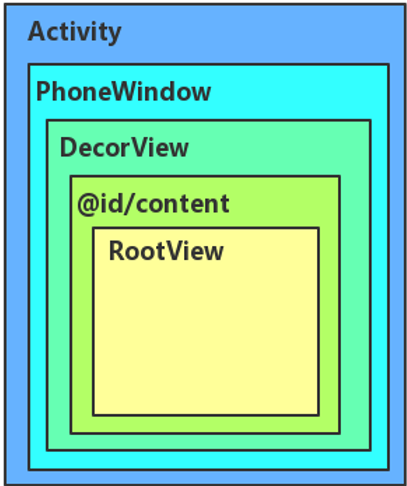 Activity
PhoneWindow
DecorView
@id/content
RootView